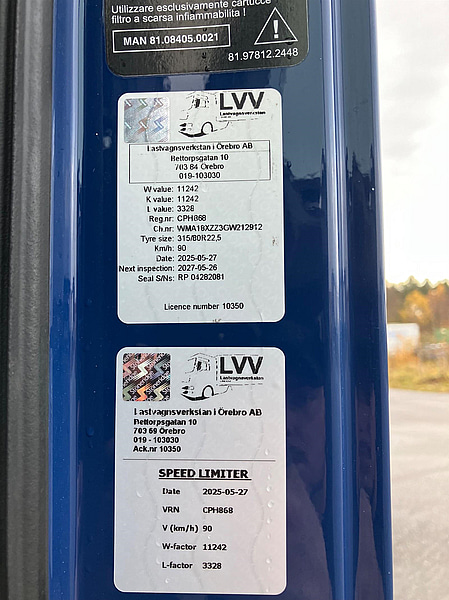 Utilizzare esclusivamente cartucce
filtro a scarsa infiammabilita !
MAN 81.08405.0021
81.97812.2448
LVV
Lastvagnsverkstan
Lastvagnsverkstan i Örebro AB
Bettorpsgatan 10
703 84 Örebro
019-103030
W value: 11242
K value: 11242
L value: 3328
Reg.nr: CPH868
Ch.nr: WMA18XZZ3GW212912
Tyre size: 315/80R22,5
Km/h: 90
Date: 2025-05-27
Next inspection: 2027-05-26
Seal S/Ns: RP 04282081
Licence number 10350
LVV
Lastvagnsverkstan
Lastvagnsverkstan i Örebro AB
Bettorpsgatan 10
703 69 Örebro
019 - 103030
Ack.nr 10350
SPEED LIMITER
Date 2025-05-27
VRN CPH868
V (km/h) 90
W-factor 11242
L-factor 3328